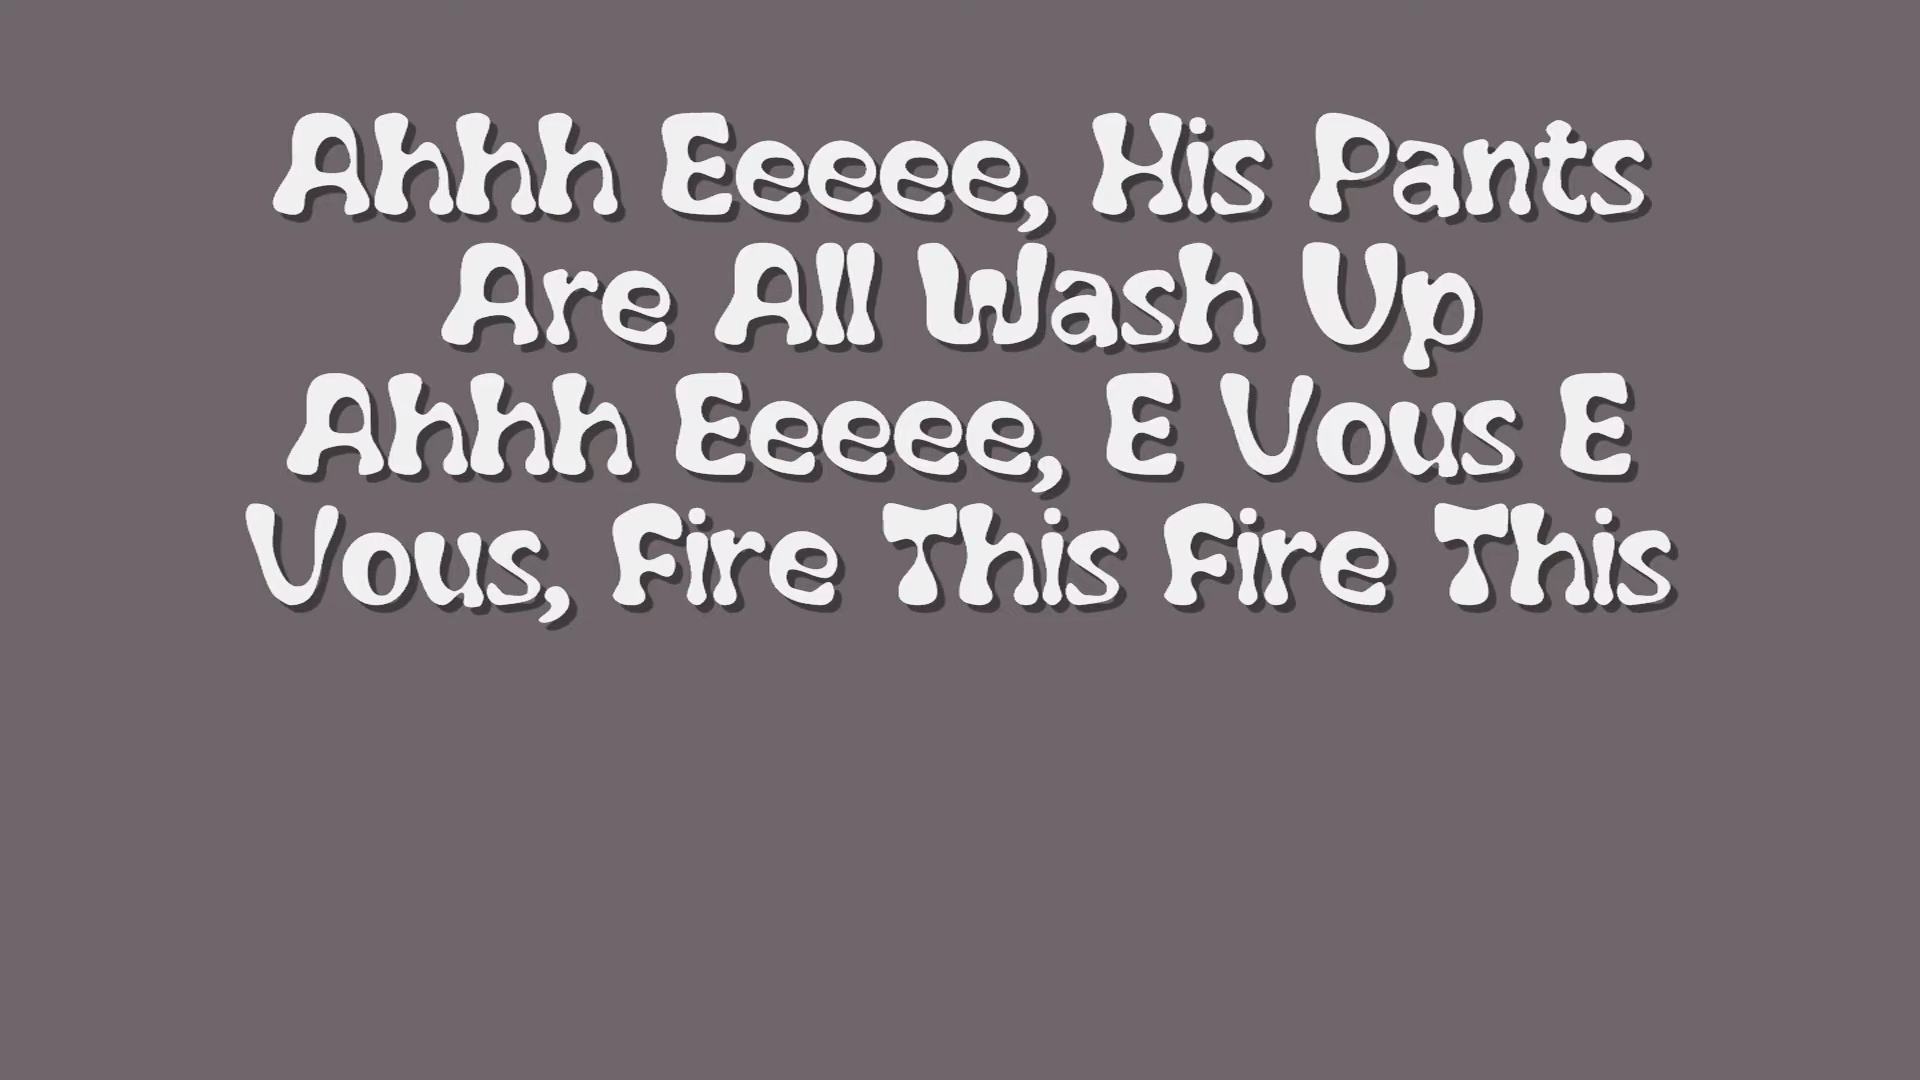 Ahhh Eeeee, His Pants
Are All Wash Up
Ahhh Eeeee, E Vous E
Vous, Fire This Fire This